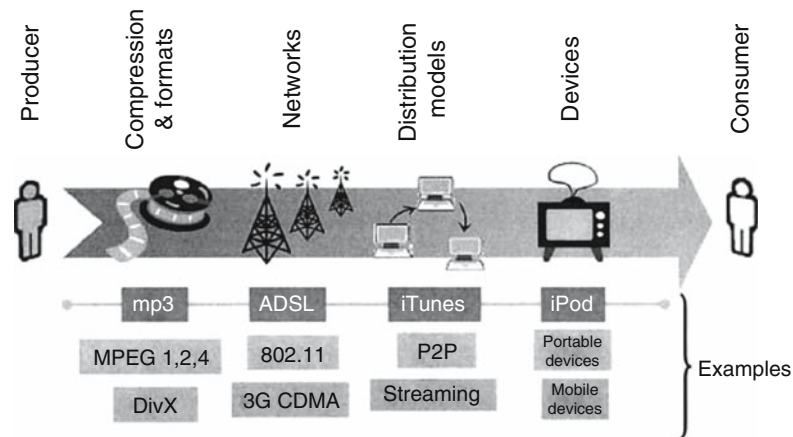 Producer
Compression
& formats
Networks
Distribution
models
Devices
Consumer
mp3
ADSL
iTunes
iPod
MPEG 1,2,4
802.11
P2P
Portable
devices
Examples
DivX
3G CDMA
Streaming
Mobile
devices